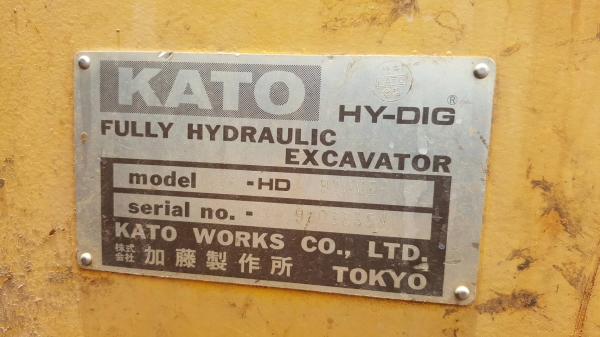 KATO
HY-DIG ®
FULLY HYDRAULIC
EXCAVATOR
model -HD
serial no. -
KATO WORKS CO., LTD.
株式会社 加藤製作所 TOKYO